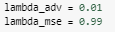 lambda_adv = 0.01
lambda_mse = 0.99